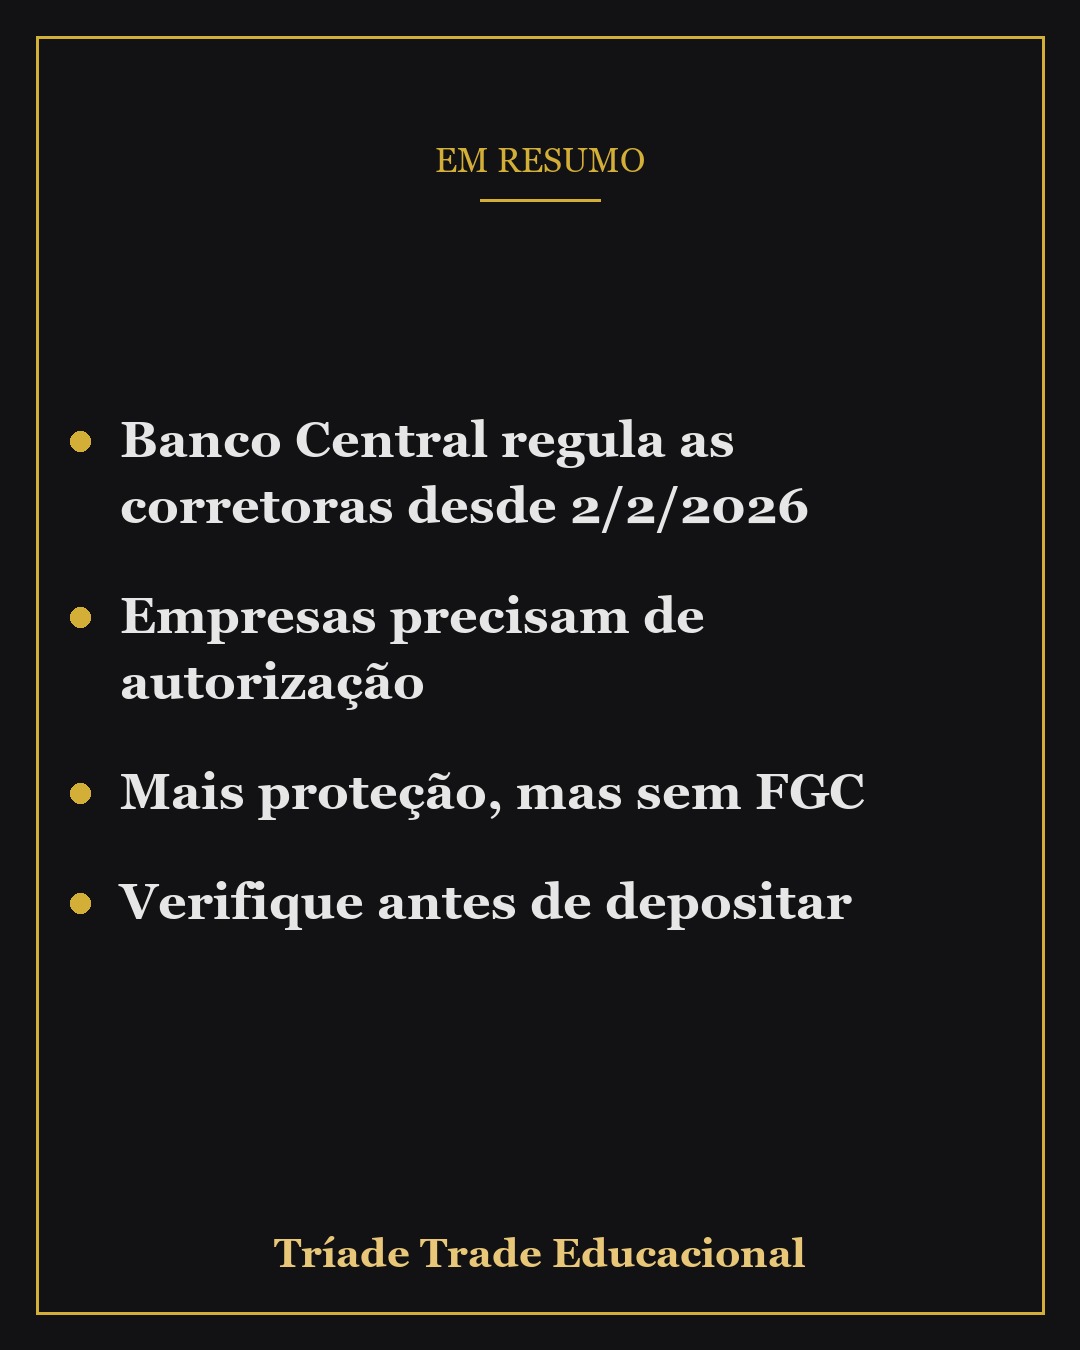 EM RESUMO
Banco Central regula as
corretoras desde 2/2/2026
Empresas precisam de
autorização
Mais proteção, mas sem FGC
Verifique antes de depositar
Tríade Trade Educacional